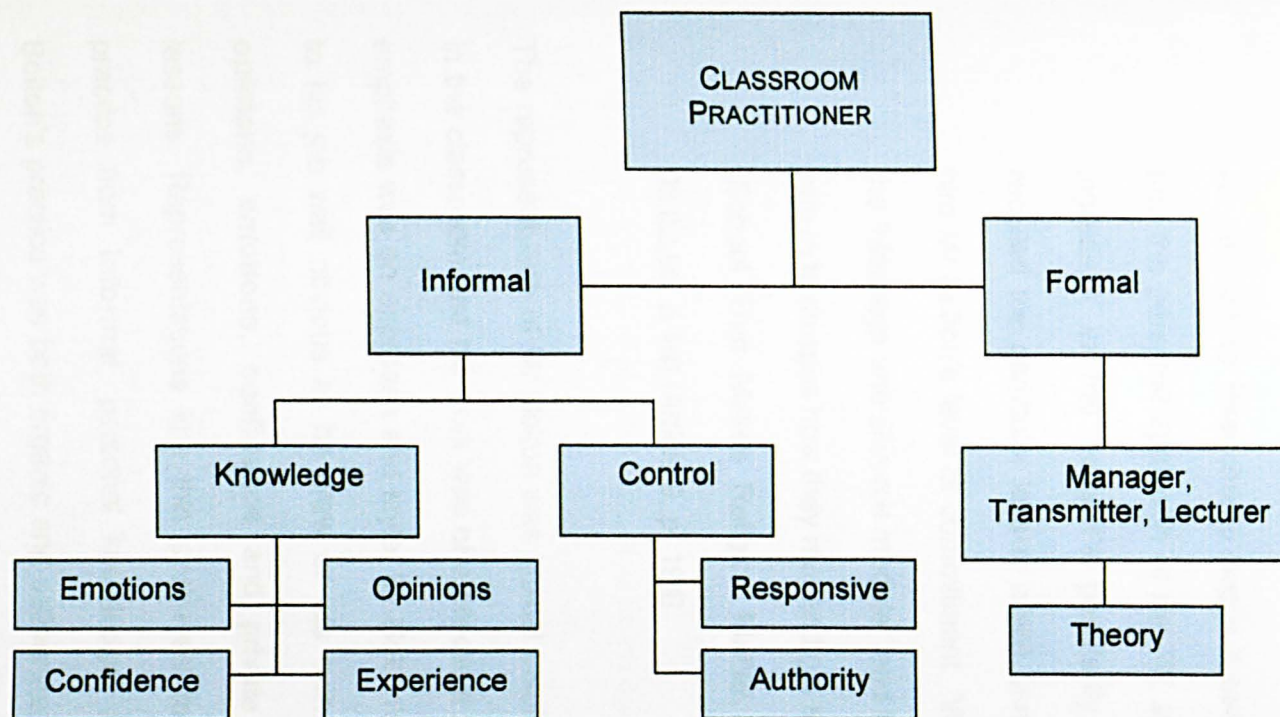 CLASSROOM
PRACTITIONER
Informal
Formal
Knowledge
Control
Manager,
Transmitter, Lecturer
Emotions
Opinions
Responsive
Theory
Confidence
Experience
Authority